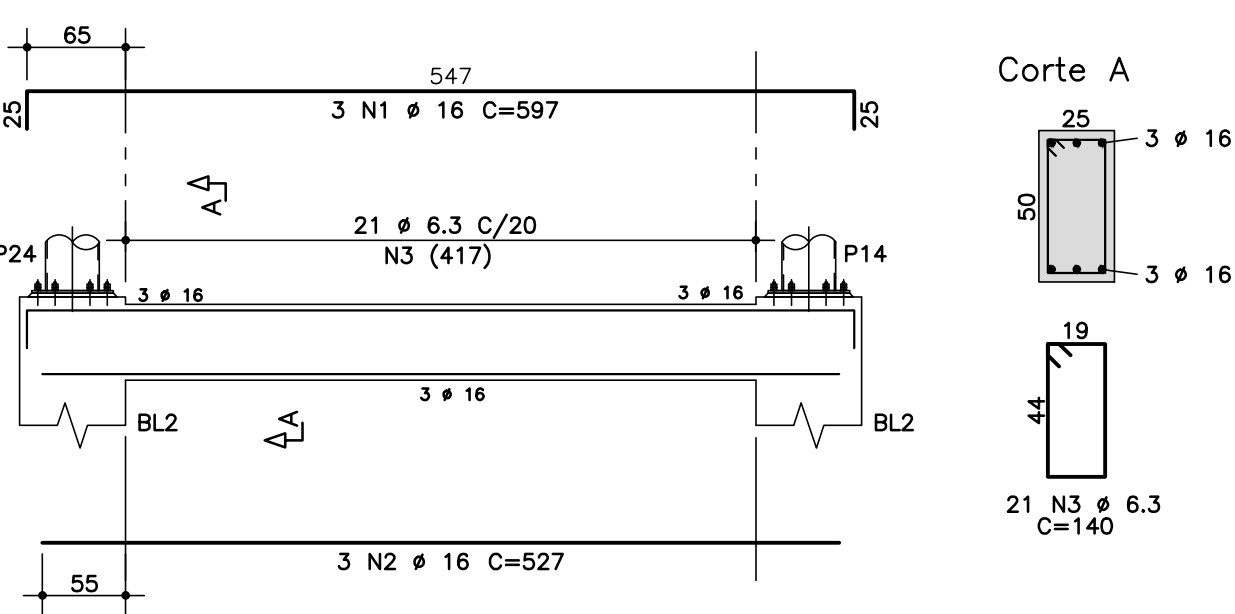 65
547
25
3 N1 ø 16 C=597
25
A
21 ø 6.3 C/20
N3 (417)
P24
P14
3 ø 16
3 ø 16
3 ø 16
BL2
A
BL2
3 N2 ø 16 C=527
55
Corte A
25
3 ø 16
50
3 ø 16
19
44
21 N3 ø 6.3
C=140